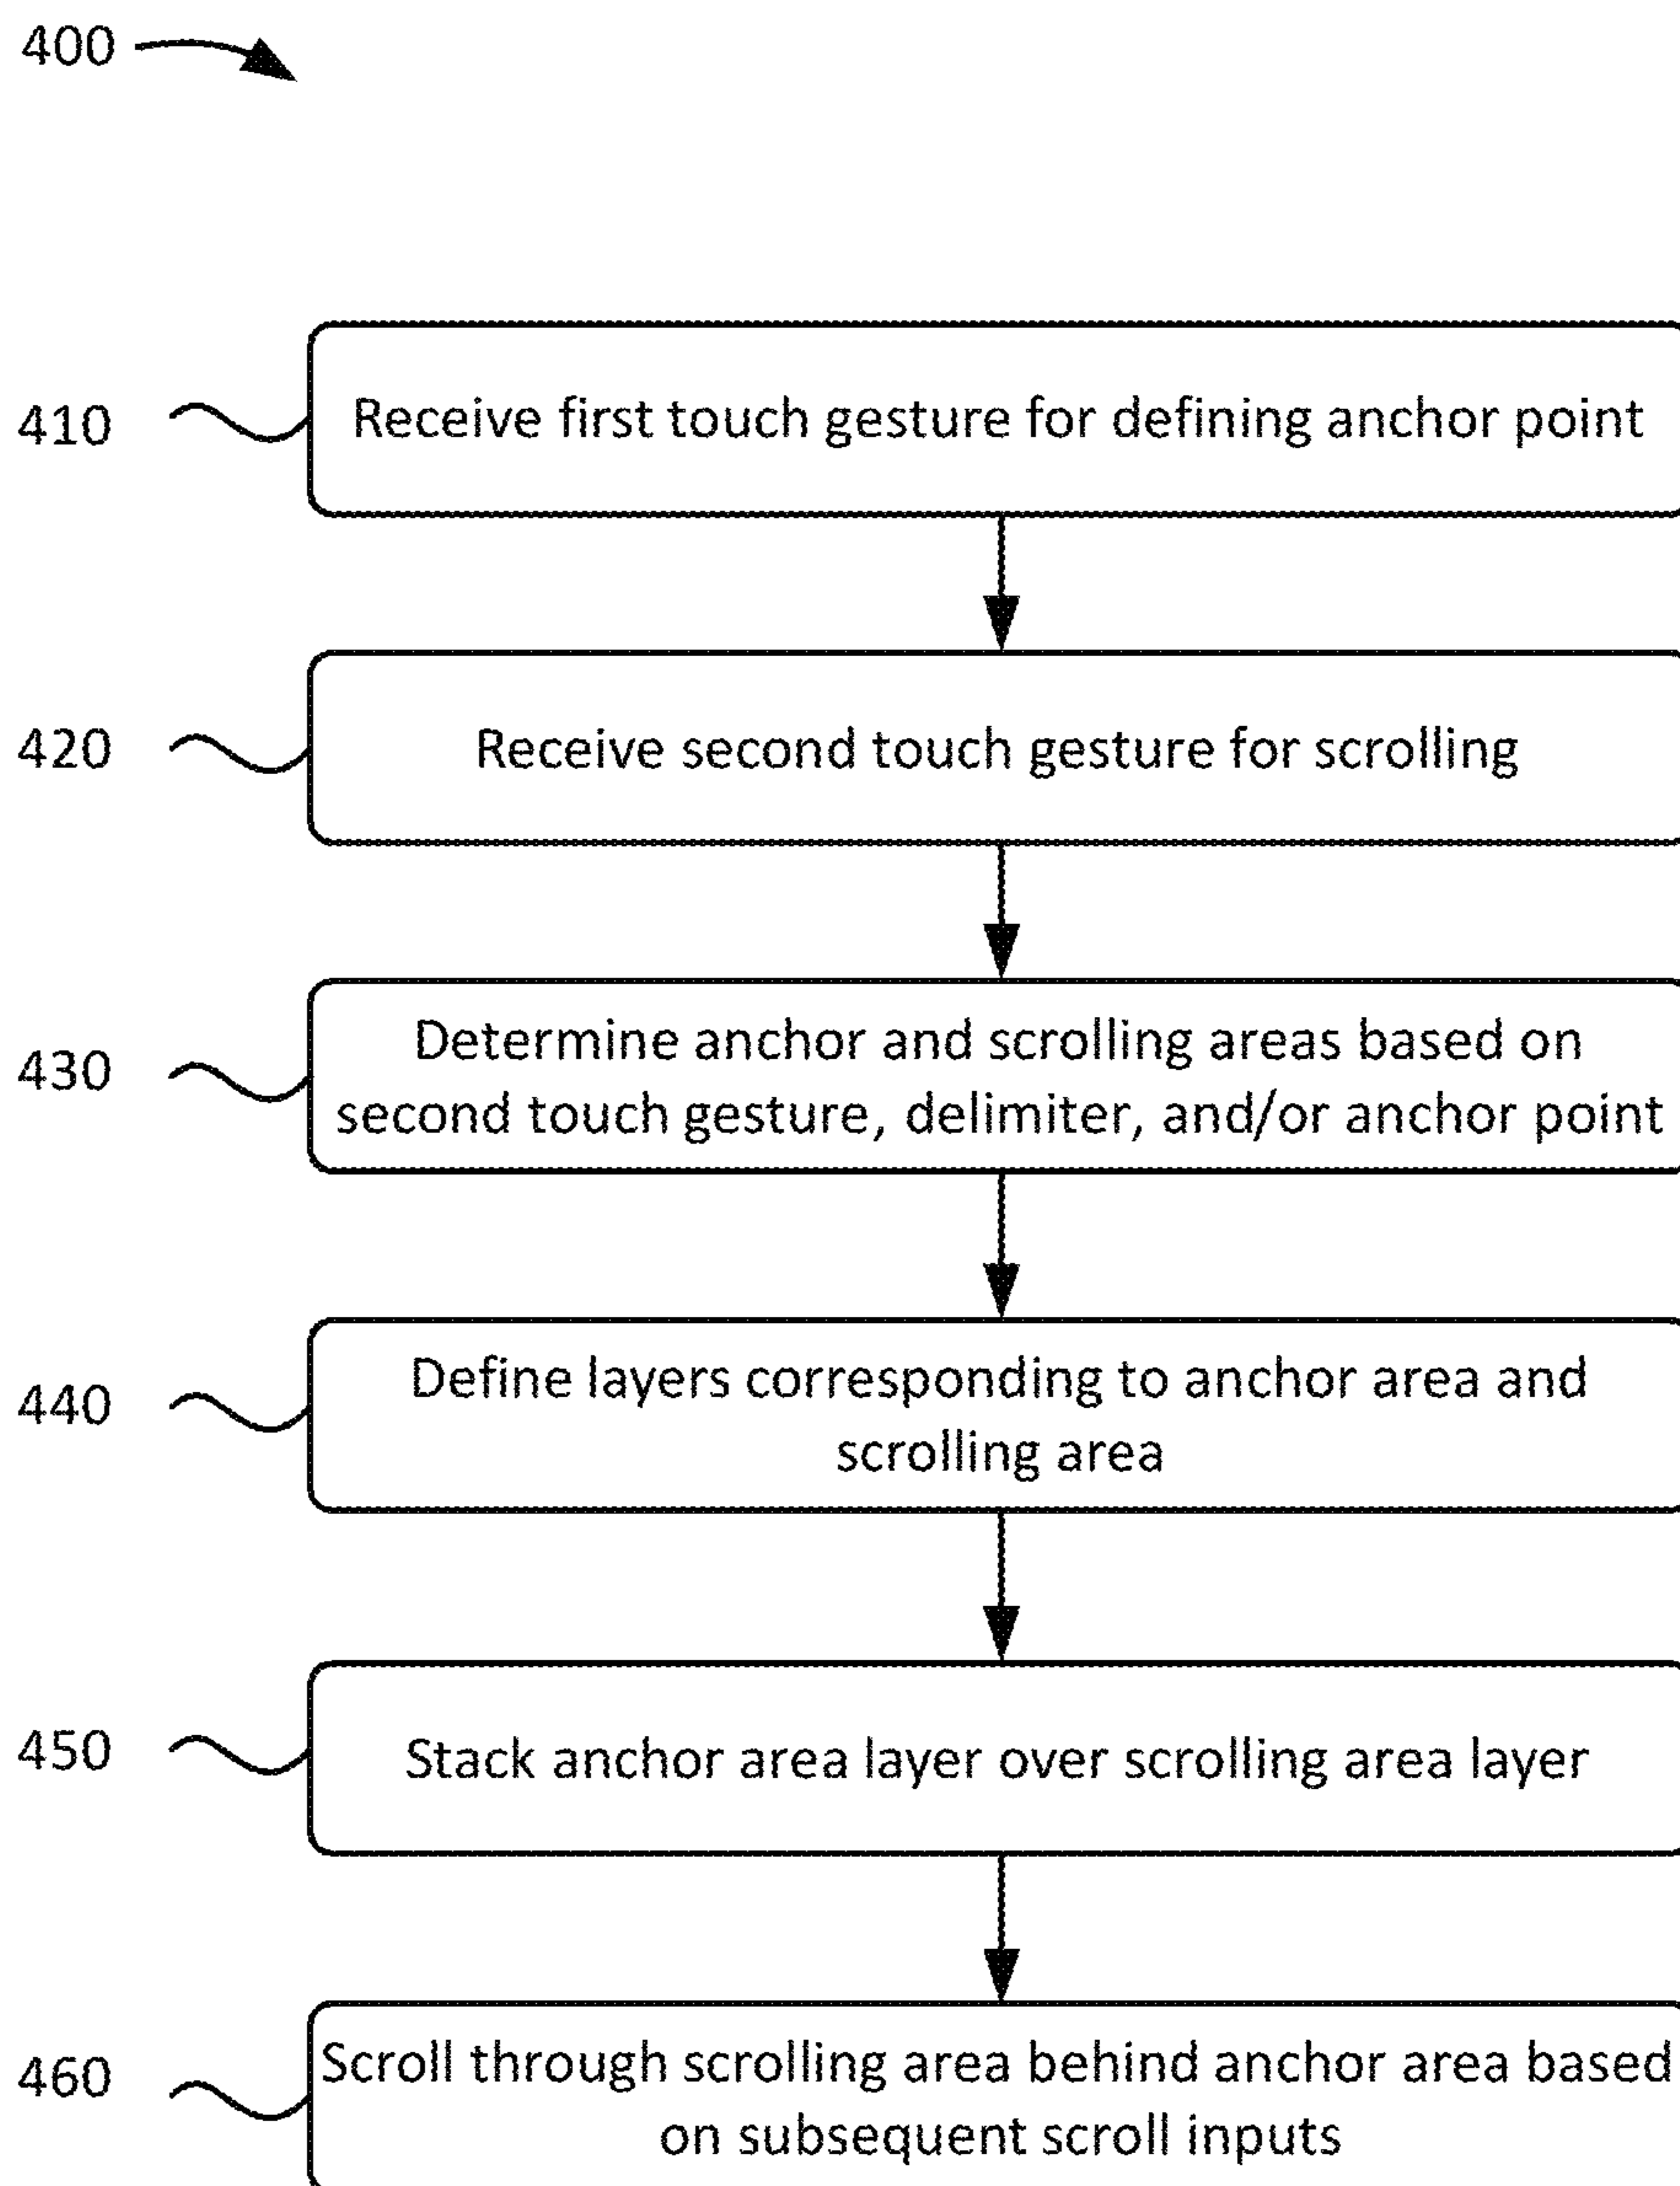 400
410
Receive first touch gesture for defining anchor point
420
Receive second touch gesture for scrolling
430
Determine anchor and scrolling areas based on
second touch gesture, delimiter, and/or anchor point
440
Define layers corresponding to anchor area and
scrolling area
450
Stack anchor area layer over scrolling area layer
460
Scroll through scrolling area behind anchor area based
on subsequent scroll inputs